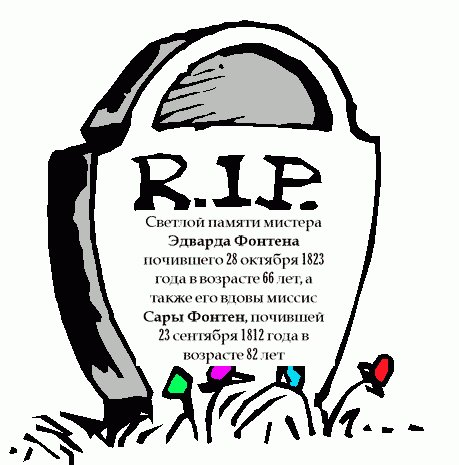 R.I.P.
Светлой памяти мистера
Эдварда Фонтена
почившего 28 октября 1823
года в возрасте 66 лет, а
также его вдовы миссис
Сары Фонтен, почившей
23 сентября 1812 года в
возрасте 82 лет